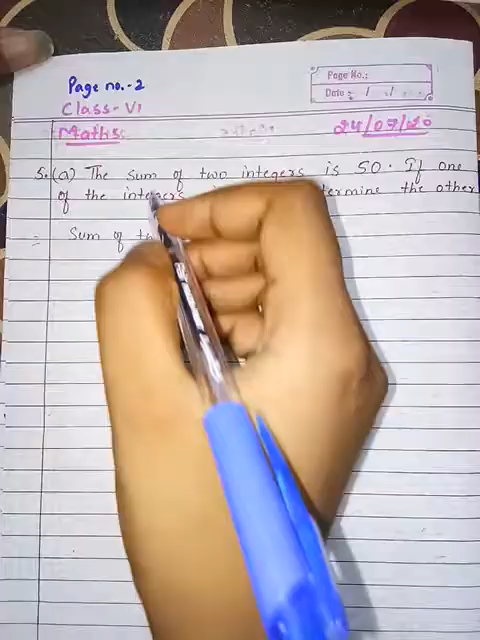 Page no.-2
Page No.:
Class-VI
Date : / /
Maths:
24/07/20
5. (a) The sum of two integers is 50. If one
of the integers determine the other
= Sum of